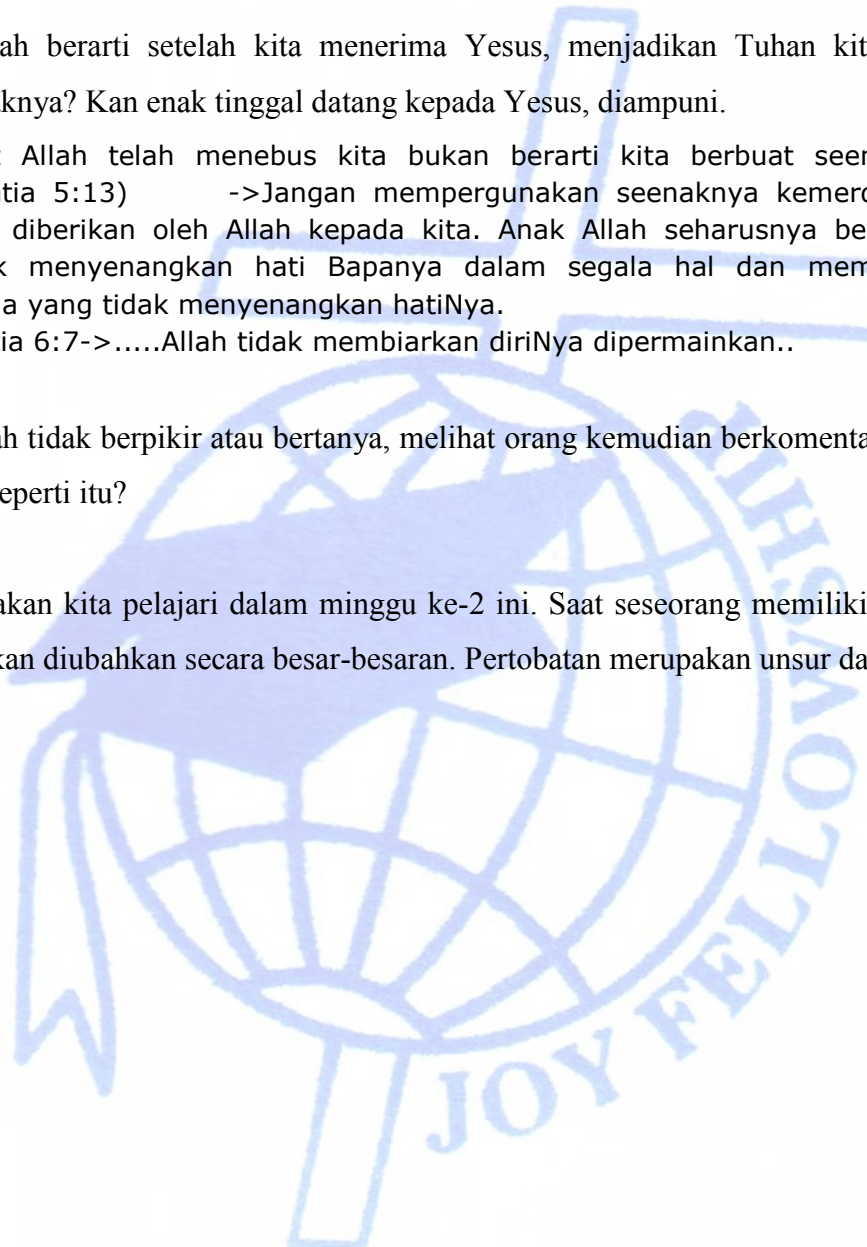 lah berarti setelah kita menerima Yesus, menjadikan Tuhan kit
aknya? Kan enak tinggal datang kepada Yesus, diampuni.
: Allah telah menebus kita bukan berarti kita berbuat seen
atia 5:13) ->Jangan mempergunakan seenaknya kemerd
diberikan oleh Allah kepada kita. Anak Allah seharusnya be
k menyenangkan hati Bapanya dalam segala hal dan mem
a yang tidak menyenangkan hatiNya.
tia 6:7->.....Allah tidak membiarkan diriNya dipermainkan..
ah tidak berpikir atau bertanya, melihat orang kemudian berkomenta
eperti itu?
akan kita pelajari dalam minggu ke-2 ini. Saat seseorang memiliki
kan diubahkan secara besar-besaran. Pertobatan merupakan unsur da
JOY FELLOWSHIP